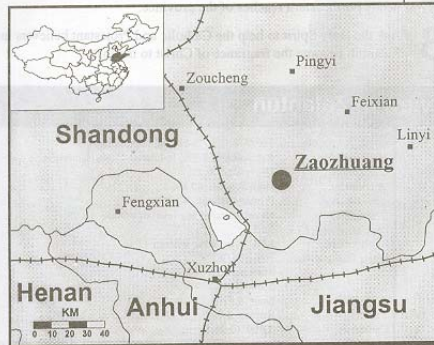 Pingyi
Zoucheng
Feixian
Shandong
Linyi
Zaozhuang
Fengxian
Xuzhou
Henan
Anhui
Jiangsu
KM
0 10 20 30 40